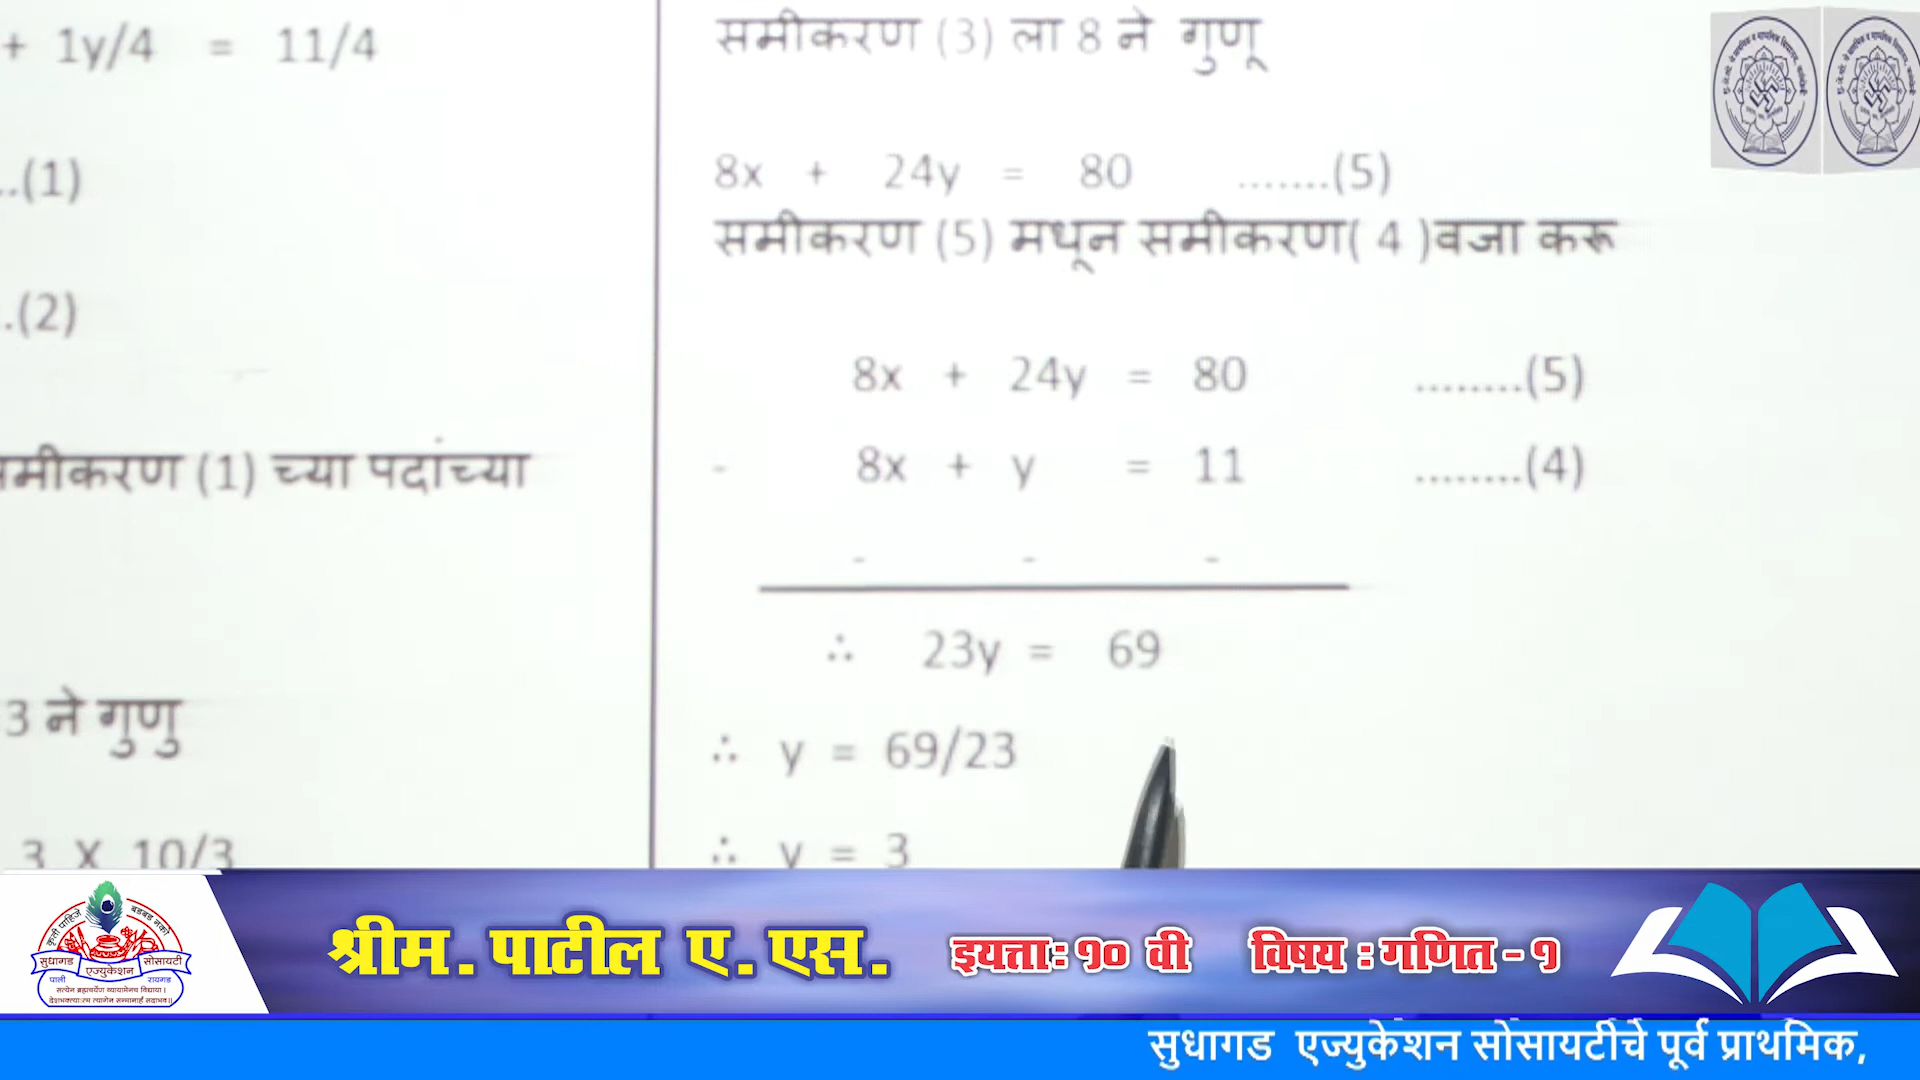 + 1y/4 = 11/4
..(1)
.(2)
समीकरण (1) च्या पदांच्या
3 ने गुणु
3 X 10/3
समीकरण (3) ला 8 ने गुणू
8x + 24y = 80 .......(5)
समीकरण (5) मधून समीकरण( 4 )वजा करू
8x + 24y = 80 ........(5)
- 8x + y = 11 ........(4)
- - -
∴ 23y = 69
∴ y = 69/23
∴ y = 3
सुधागड सोसायटी
एज्युकेशन
पाली रायगड
श्रीम. पाटील ए. एस. इयत्ता: १० वी विषय : गणित - १
सुधागड एज्युकेशन सोसायटीचे पूर्व प्राथमिक,